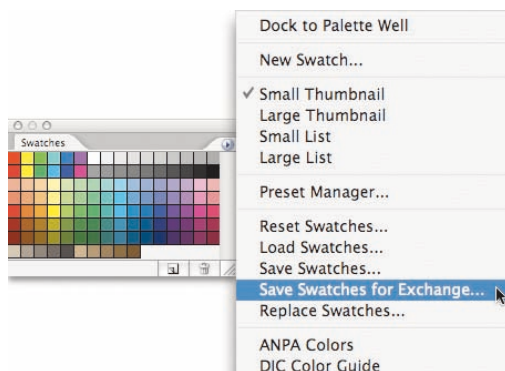 Swatches
Dock to Palette Well
New Swatch...
Small Thumbnail
Large Thumbnail
Small List
Large List
Preset Manager...
Reset Swatches...
Load Swatches...
Save Swatches...
Save Swatches for Exchange...
Replace Swatches...
ANPA Colors
DIC Color Guide